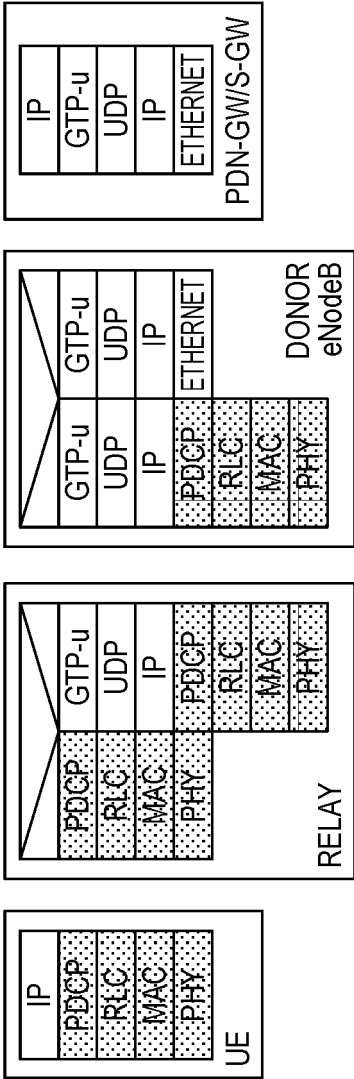 IP
PDCP
RLC
MAC
PHY
UE
PDCP
RLC
MAC
PHY
GTP-u
UDP
IP
PDCP
RLC
MAC
PHY
RELAY
GTP-u
UDP
IP
PDCP
RLC
MAC
PHY
GTP-u
UDP
IP
ETHERNET
DONOR
eNodeB
IP
GTP-u
UDP
IP
ETHERNET
PDN-GW/S-GW